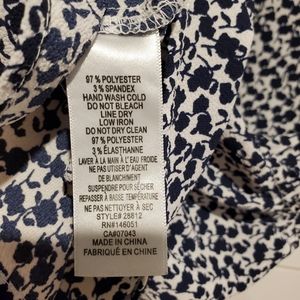 97% POLYESTER
3% SPANDEX
HAND WASH COLD
DO NOT BLEACH
LINE DRY
LOW IRON
DO NOT DRY CLEAN
97% POLYESTER
3% ÉLASTHANNE
LAVER À LA MAIN À L'EAU FROIDE
NE PAS UTILISER D'AGENT
DE BLANCHIMENT
SUSPENDRE POUR SÉCHER
REPASSER À BASSE TEMPÉRATURE
NE PAS NETTOYER À SEC
STYLE# 28812
RN#146051
CA#07043
MADE IN CHINA
FABRIQUÉ EN CHINE